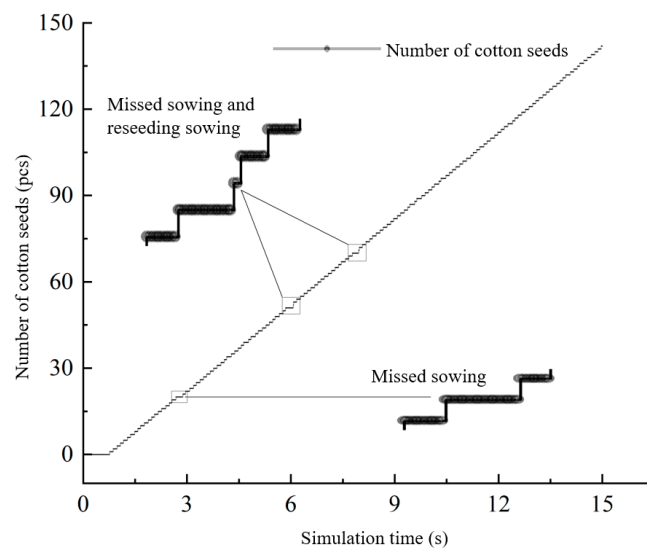 150
Number of cotton seeds
Missed sowing and
reseeding sowing
120
90
60
30
Missed sowing
0
0 3 6 9 12 15
Simulation time (s)
Number of cotton seeds (pcs)